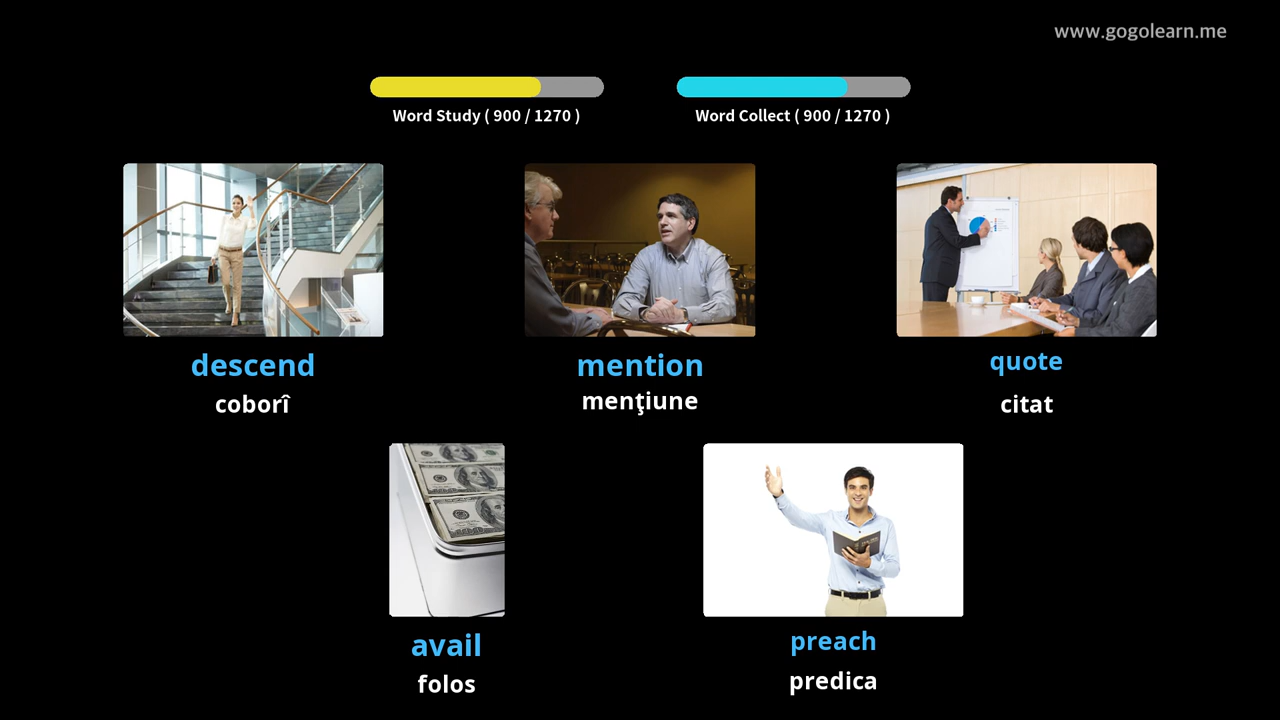 www.gogolearn.me
Word Study ( 900 / 1270 )
Word Collect ( 900 / 1270 )
descend
mention
quote
coborî
menţiune
citat
avail
preach
folos
predica